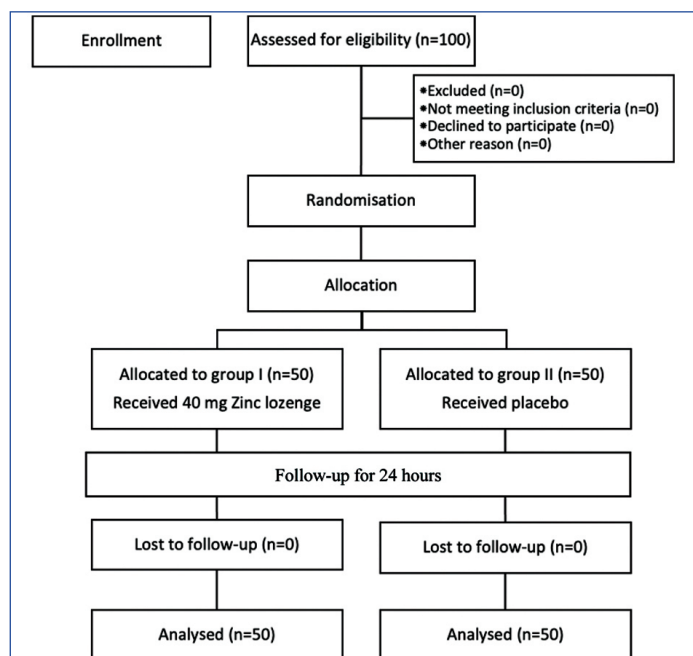 Enrollment
Assessed for eligibility (n=100)
*Excluded (n=0)
*Not meeting inclusion criteria (n=0)
*Declined to participate (n=0)
*Other reason (n=0)
Randomisation
Allocation
Allocated to group I (n=50)
Received 40 mg Zinc lozenge
Allocated to group II (n=50)
Received placebo
Follow-up for 24 hours
Lost to follow-up (n=0)
Lost to follow-up (n=0)
Analysed (n=50)
Analysed (n=50)